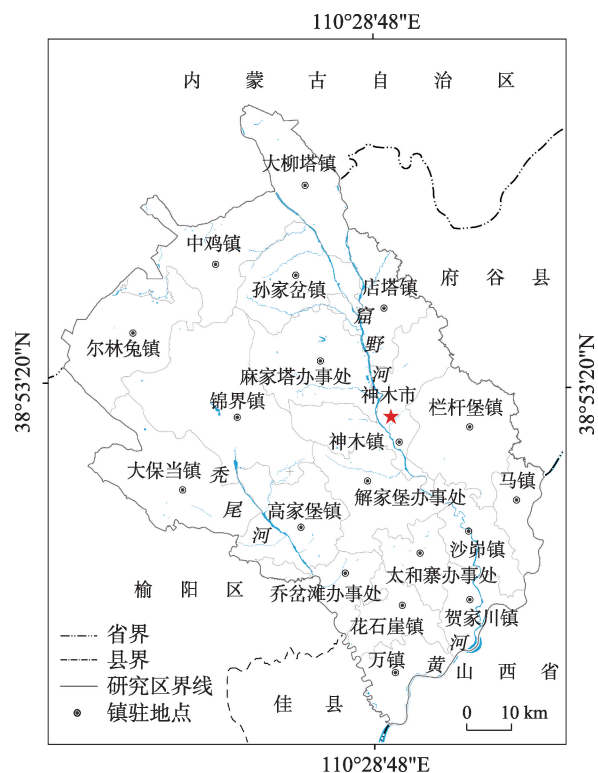 110°28′48″E
内蒙古自治区
大柳塔镇
中鸡镇
府谷县
孙家岔镇
店塔镇
窟野河
尔林兔镇
38°53′20″N
38°53′20″N
麻家塔办事处
神木市
锦界镇
栏杆堡镇
神木镇
大保当镇
秃尾河
马镇
解家堡办事处
高家堡镇
沙峁镇
太和寨办事处
榆阳区
乔岔滩办事处
贺家川镇
花石崖镇
省界
县界
万镇
黄河
山西省
研究区界线
镇驻地点
佳县
0 10 km
110°28′48″E